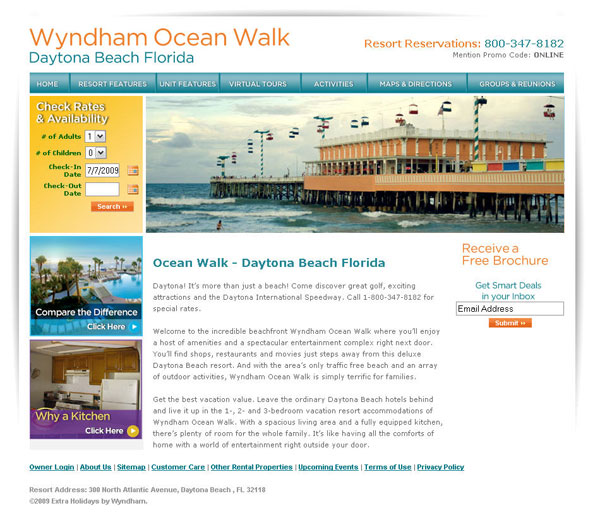 Wyndham Ocean Walk
Daytona Beach Florida
Resort Reservations: 800-347-8182
Mention Promo Code: ONLINE
HOME
RESORT FEATURES
UNIT FEATURES
VIRTUAL TOURS
ACTIVITIES
MAPS & DIRECTIONS
GROUPS & REUNIONS
Check Rates
& Availability
# of Adults 1
# of Children 0
Check-In
Date 7/7/2009
Check-Out
Date
Search ››
Compare the Difference
Click Here
Why a Kitchen
Click Here
Ocean Walk - Daytona Beach Florida
Daytona! It's more than just a beach! Come discover great golf, exciting
attractions and the Daytona International Speedway. Call 1-800-347-8182 for
special rates.
Welcome to the incredible beachfront Wyndham Ocean Walk where you'll enjoy
a host of amenities and a spectacular entertainment complex right next door.
You'll find shops, restaurants and movies just steps away from this deluxe
Daytona Beach resort. And with the area's only traffic free beach and an array
of outdoor activities, Wyndham Ocean Walk is simply terrific for families.
Get the best vacation value. Leave the ordinary Daytona Beach hotels behind
and live it up in the 1-, 2- and 3-bedroom vacation resort accommodations of
Wyndham Ocean Walk. With a spacious living area and a fully equipped kitchen,
there's plenty of room for the whole family. It's like having all the comforts of
home with a world of entertainment right outside your door.
Receive a
Free Brochure
Get Smart Deals
in your Inbox
Email Address
Submit ››
Owner Login | About Us | Sitemap | Customer Care | Other Rental Properties | Upcoming Events | Terms of Use | Privacy Policy
Resort Address: 300 North Atlantic Avenue, Daytona Beach , FL 32118
©2009 Extra Holidays by Wyndham.